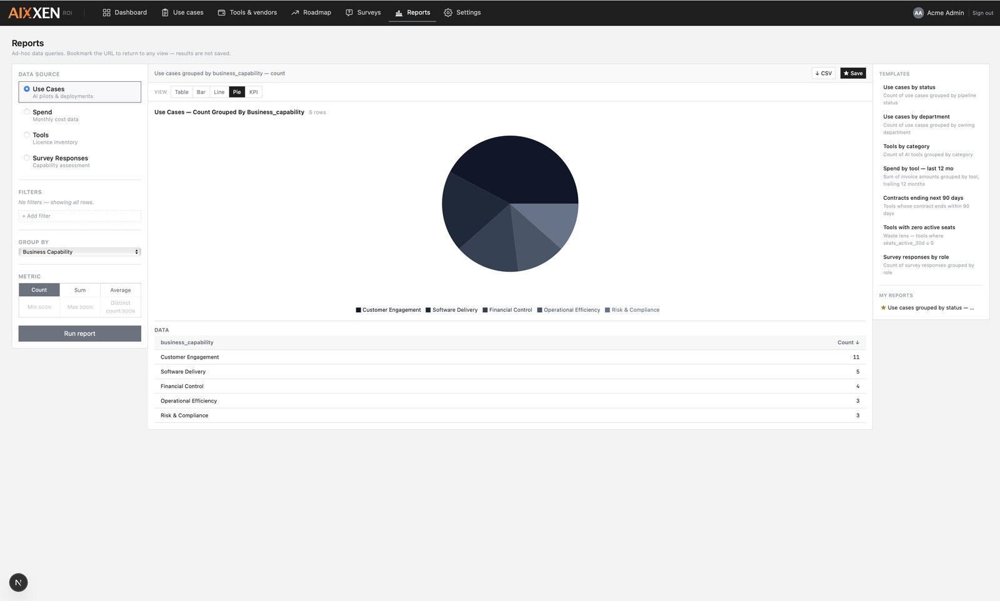 AIXXEN ROI
Dashboard
Use cases
Tools & vendors
Roadmap
Surveys
Reports
Settings
AA Acme Admin
Sign out
Reports
Ad-hoc data queries. Bookmark the URL to return to any view — results are not saved.
DATA SOURCE
Use Cases
AI pilots & deployments
Spend
Monthly cost data
Tools
Licence inventory
Survey Responses
Capability assessment
FILTERS
No filters — showing all rows.
+ Add filter
GROUP BY
Business Capability
METRIC
Count Sum Average
Min SOON Max SOON Distinct count SOON
Run report
Use cases grouped by business_capability — count
↓ CSV
★ Save
VIEW Table Bar Line Pie KPI
Use Cases — Count Grouped By Business_capability 5 rows
Customer Engagement Software Delivery Financial Control Operational Efficiency Risk & Compliance
DATA
business_capability Count ↓
Customer Engagement 11
Software Delivery 5
Financial Control 4
Operational Efficiency 3
Risk & Compliance 3
TEMPLATES
Use cases by status
Count of use cases grouped by pipeline
status
Use cases by department
Count of use cases grouped by owning
department
Tools by category
Count of AI tools grouped by category
Spend by tool — last 12 mo
Sum of invoice amounts grouped by tool,
trailing 12 months
Contracts ending next 90 days
Tools whose contract ends within 90
days
Tools with zero active seats
Waste lens — tools where
seats_active_30d ≤ 0
Survey responses by role
Count of survey responses grouped by
role
MY REPORTS
★ Use cases grouped by status — ...
N